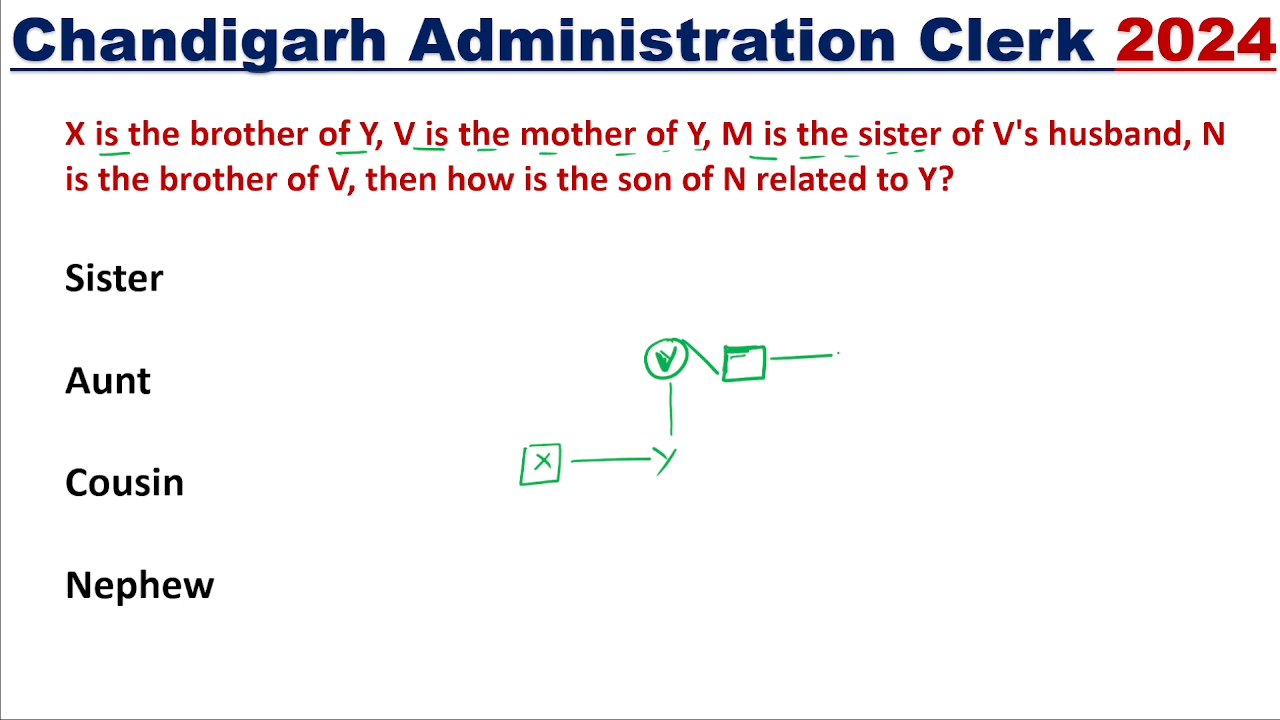 Chandigarh Administration Clerk 2024
X is the brother of Y, V is the mother of Y, M is the sister of V's husband, N
is the brother of V, then how is the son of N related to Y?
Sister
Aunt
Cousin
Nephew
V
X Y